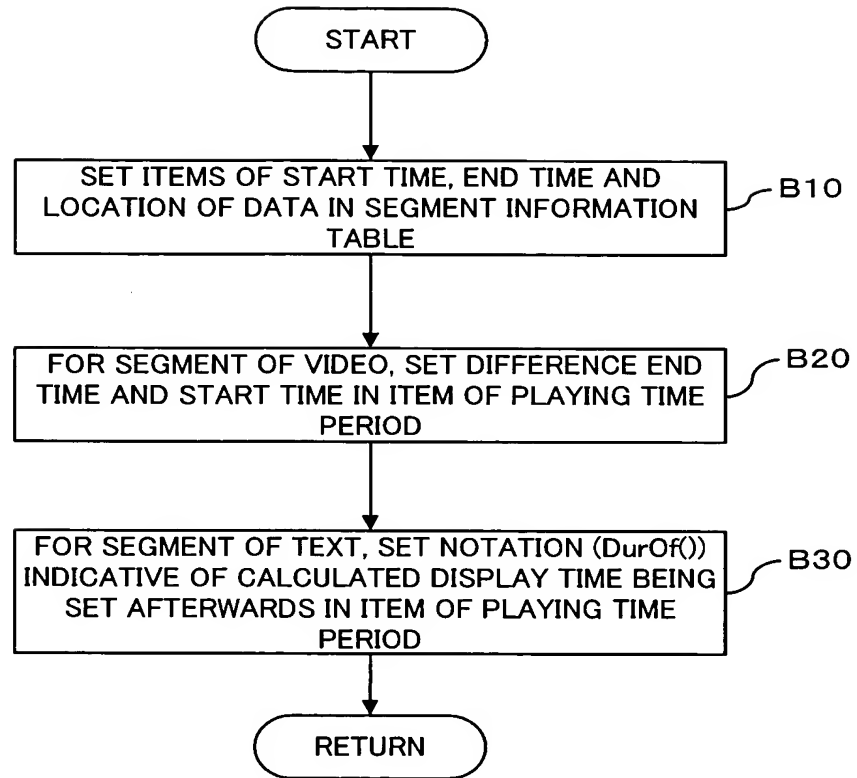 START
SET ITEMS OF START TIME, END TIME AND
LOCATION OF DATA IN SEGMENT INFORMATION
TABLE
B10
FOR SEGMENT OF VIDEO, SET DIFFERENCE END
TIME AND START TIME IN ITEM OF PLAYING TIME
PERIOD
B20
FOR SEGMENT OF TEXT, SET NOTATION (DurOf())
INDICATIVE OF CALCULATED DISPLAY TIME BEING
SET AFTERWARDS IN ITEM OF PLAYING TIME
PERIOD
B30
RETURN